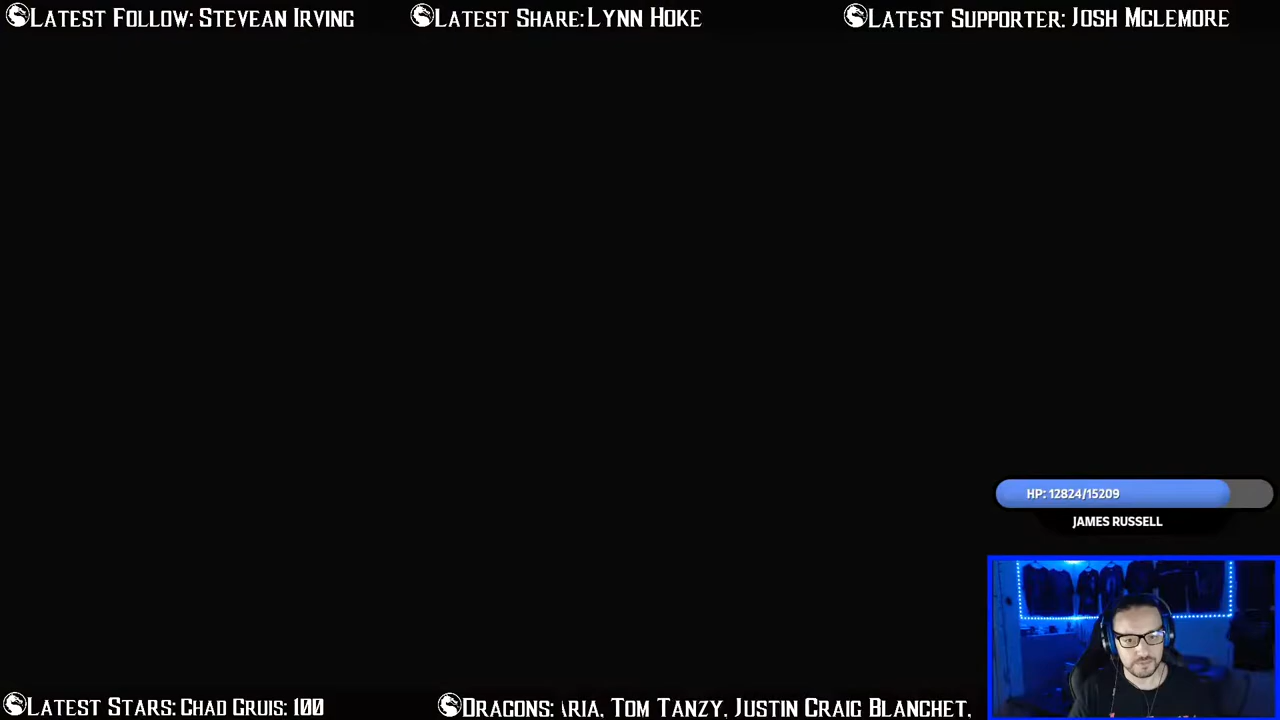 Latest Follow: Stevean Irving
Latest Share: Lynn Hoke
Latest Supporter: Josh Mclemore
HP: 12824/15209
JAMES RUSSELL
Latest Stars: Chad Gruis: 100
Dragons: ARIA, Tom Tanzy, Justin Craig Blanchet,